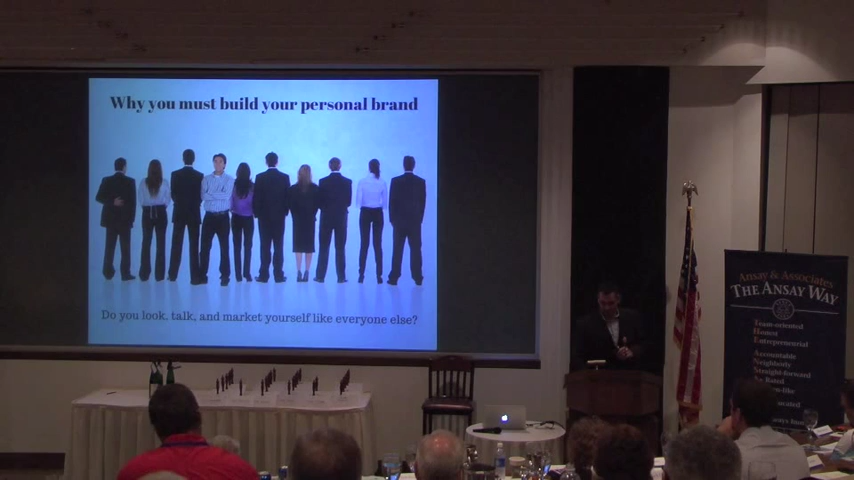 Why you must build your personal brand
Do you look, talk, and market yourself like everyone else?
Ansay & Associates
THE ANSAY WAY
Team-oriented
Honest
Entrepreneurial
Accountable
Neighborly
Straight-forward